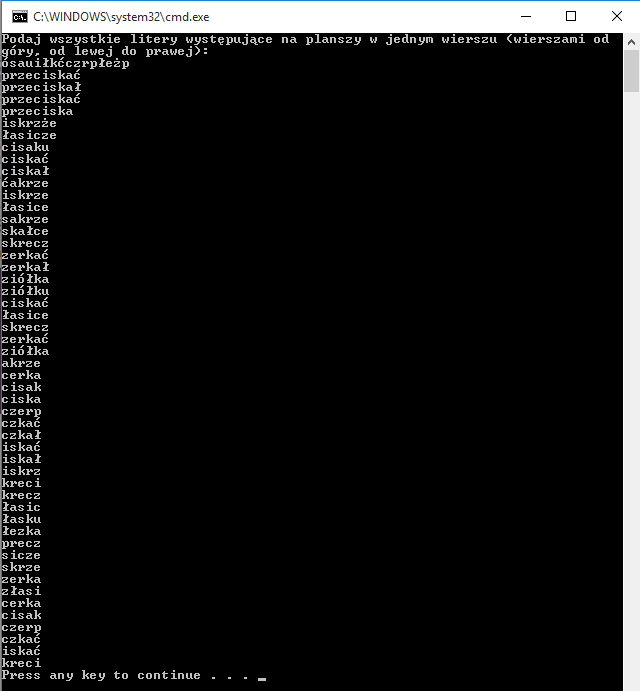 C:\WINDOWS\system32\cmd.exe
Podaj wszystkie litery występujące na planszy w jednym wierszu (wierszami od
góry, od lewej do prawej):
ósauiłkćczrpłeżp
przeciskać
przeciskał
przeciskać
przeciska
iskrzże
łasicze
cisaku
ciskać
ciskał
ćakrze
iskrze
łasice
sakrze
skałce
skrecz
zerkać
zerkał
ziółka
ziółku
ciskać
łasice
skrecz
zerkać
ziółka
akrze
cerka
cisak
ciska
czerp
czkać
czkał
iskać
iskał
iskrz
kreci
krecz
łasic
łasku
łezka
precz
sicze
skrze
zerka
złasi
cerka
cisak
czerp
czkać
iskać
kreci
Press any key to continue . . . _